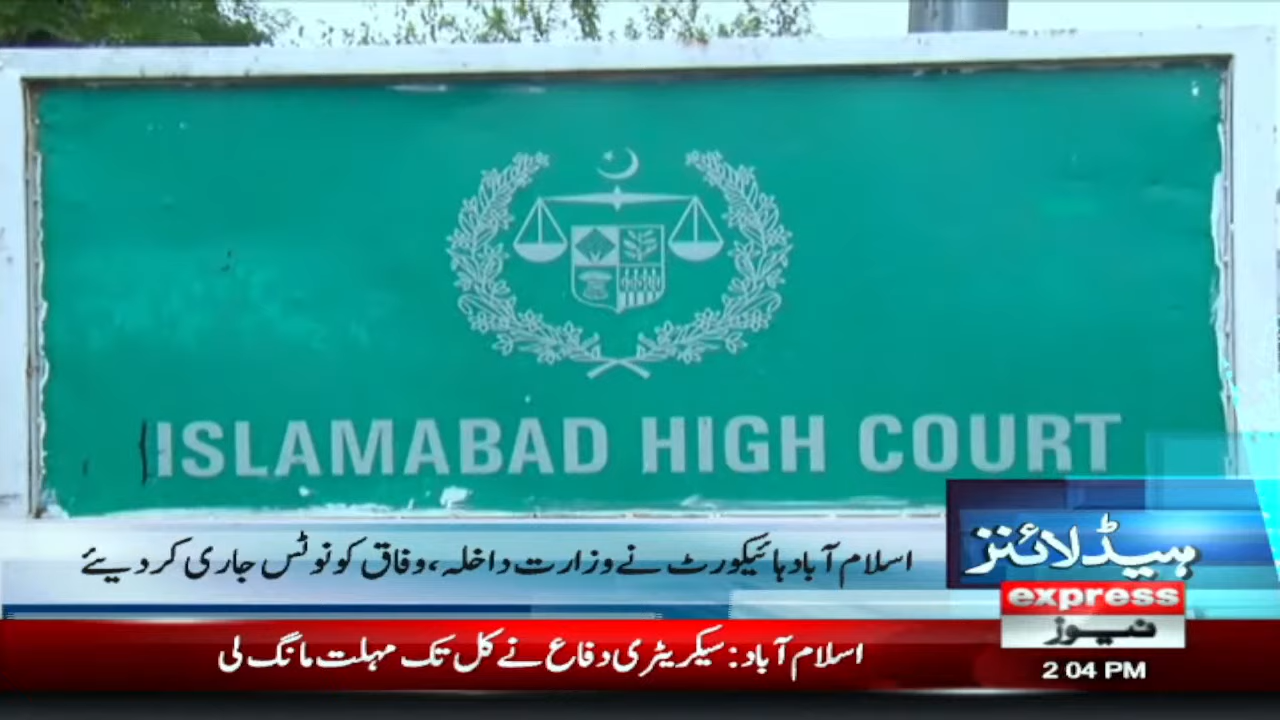 ISLAMABAD HIGH COURT
ہیڈلائنز
اسلام آباد ہائیکورٹ نے وزارت داخلہ، وفاق کو نوٹس جاری کر دیئے
express
نیوز
اسلام آباد: سیکریٹری دفاع نے کل تک مہلت مانگ لی
2:04 PM